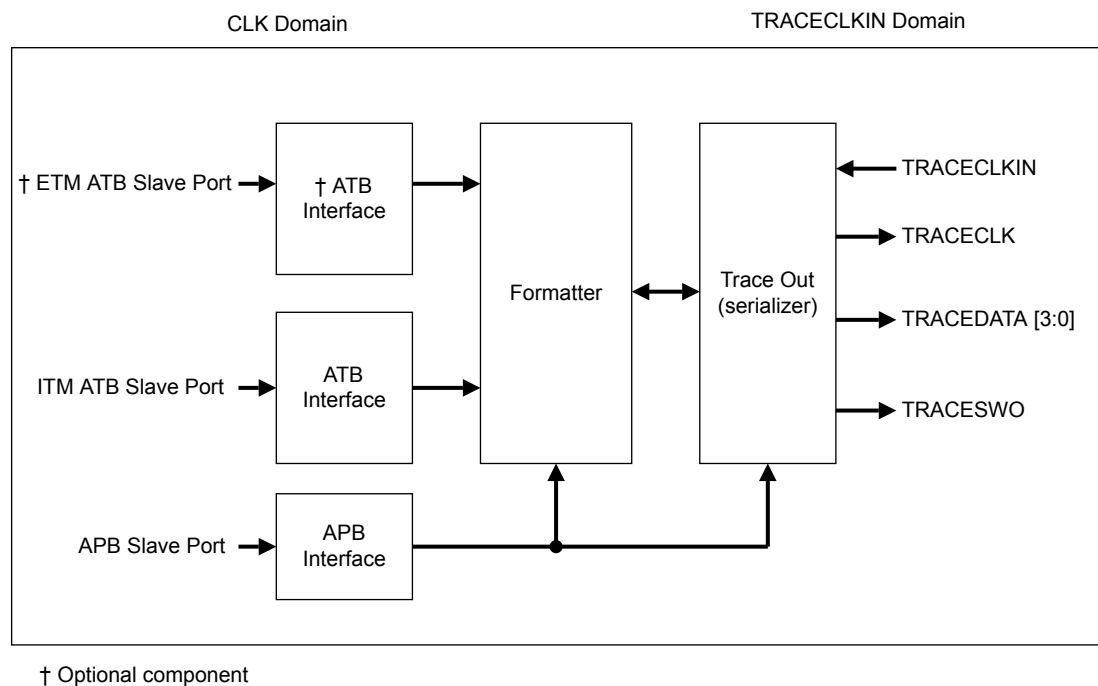 CLK Domain
TRACECLKIN Domain
† ETM ATB Slave Port
† ATB
Interface
Formatter
Trace Out
(serializer)
TRACECLKIN
TRACECLK
TRACEDATA [3:0]
TRACESWO
ITM ATB Slave Port
ATB
Interface
APB Slave Port
APB
Interface
† Optional component